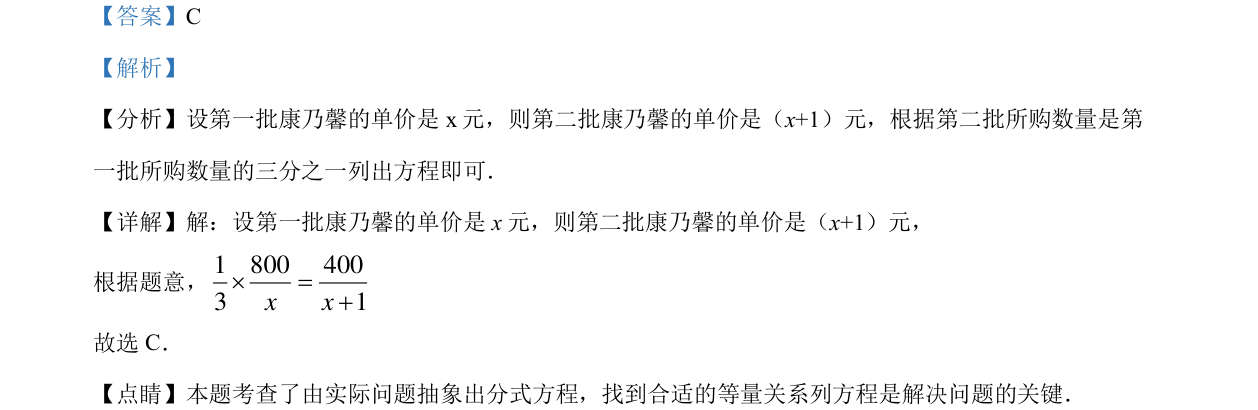 【答案】C
【解析】
【分析】设第一批康乃馨的单价是 x 元，则第二批康乃馨的单价是（x+1）元，根据第二批所购数量是第
一批所购数量的三分之一列出方程即可．
【详解】解：设第一批康乃馨的单价是 x 元，则第二批康乃馨的单价是（x+1）元，
根据题意，1/3 × 800/x = 400/(x+1)
故选 C．
【点睛】本题考查了由实际问题抽象出分式方程，找到合适的等量关系列方程是解决问题的关键．